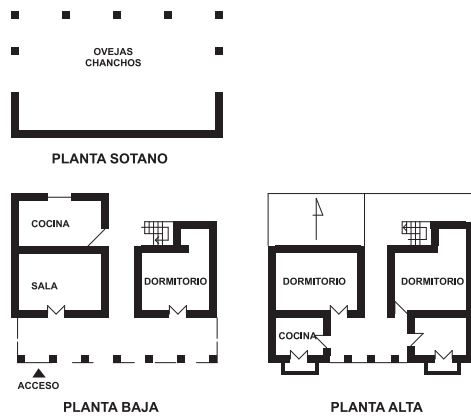 OVEJAS
CHANCHOS
PLANTA SOTANO
COCINA
SALA
DORMITORIO
ACCESO
PLANTA BAJA
DORMITORIO
DORMITORIO
COCINA
PLANTA ALTA